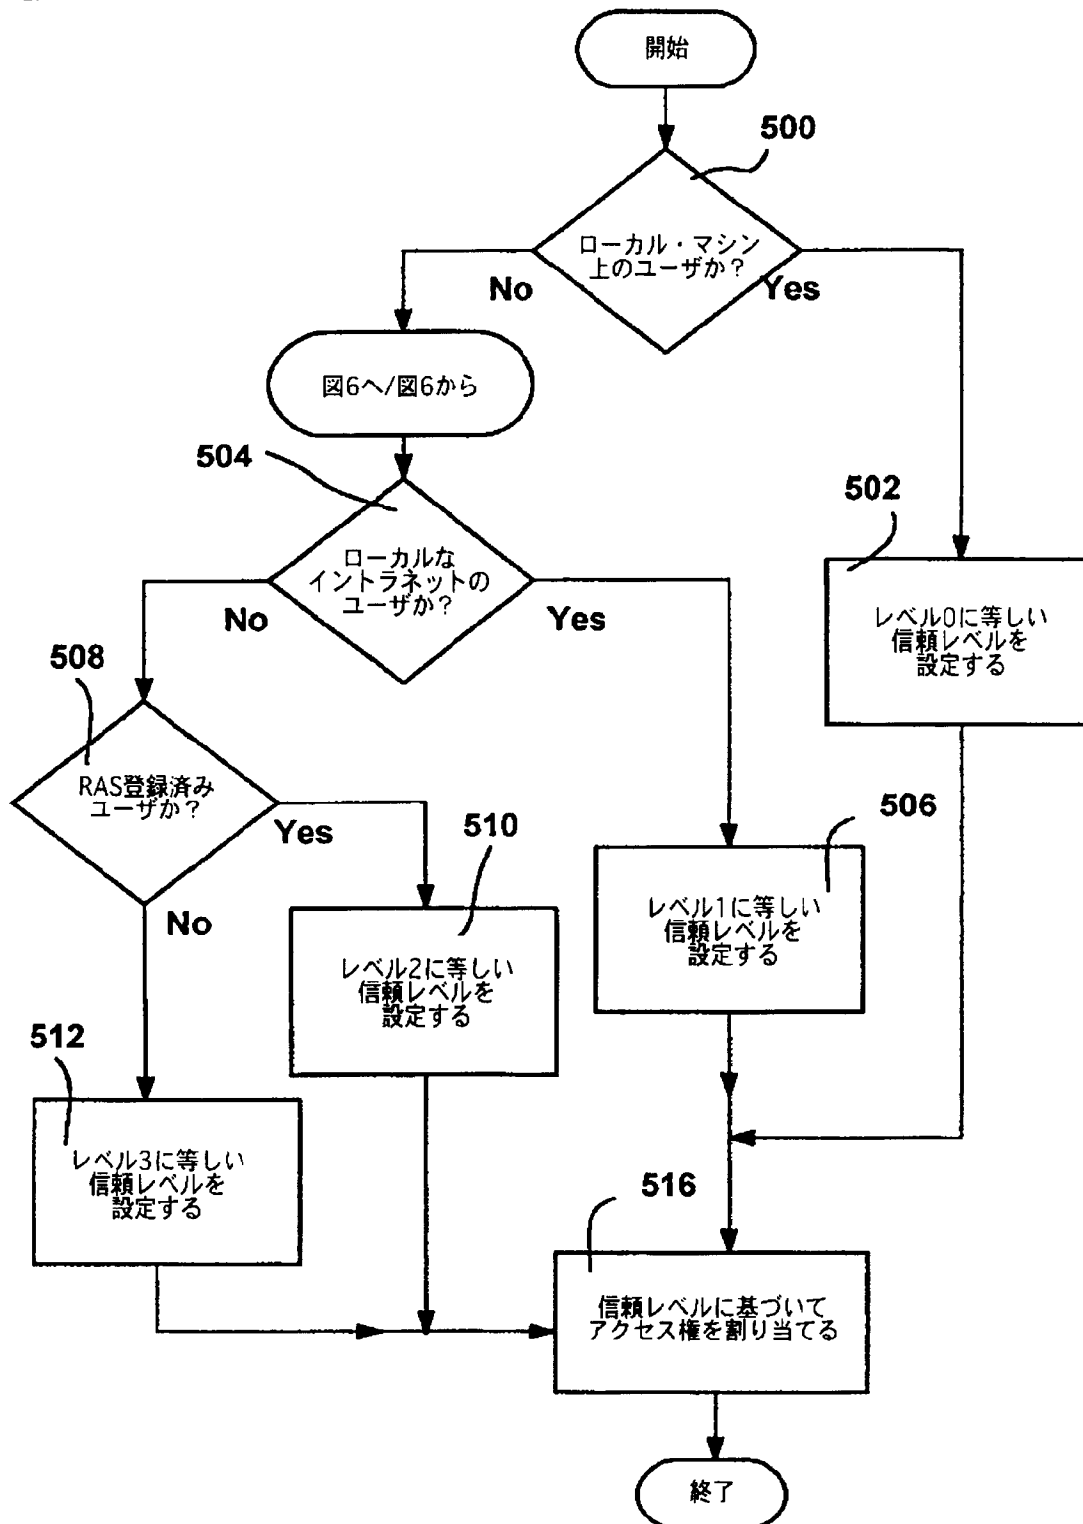 開始
500
ローカル・マシン
上のユーザか?
No
Yes
図6へ/図6から
504
ローカルな
イントラネットの
ユーザか?
No
Yes
502
レベル0に等しい
信頼レベルを
設定する
508
RAS登録済み
ユーザか?
Yes
No
510
レベル2に等しい
信頼レベルを
設定する
506
レベル1に等しい
信頼レベルを
設定する
512
レベル3に等しい
信頼レベルを
設定する
516
信頼レベルに基づいて
アクセス権を割り当てる
終了